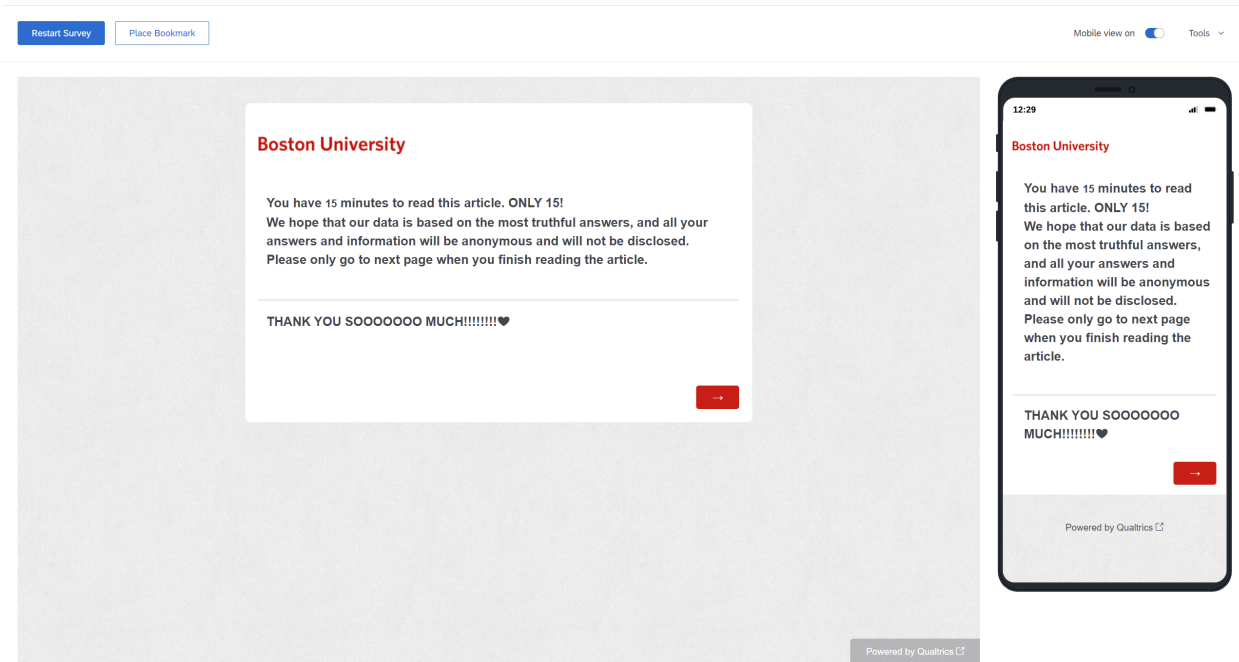 Restart Survey
Place Bookmark
Mobile view on
Tools
Boston University
You have 15 minutes to read this article. ONLY 15!
We hope that our data is based on the most truthful answers, and all your
answers and information will be anonymous and will not be disclosed.
Please only go to next page when you finish reading the article.
THANK YOU SOOOOOOO MUCH!!!!!!!!♥
→
Powered by Qualtrics
12:29
Boston University
You have 15 minutes to read
this article. ONLY 15!
We hope that our data is based
on the most truthful answers,
and all your answers and
information will be anonymous
and will not be disclosed.
Please only go to next page
when you finish reading the
article.
THANK YOU SOOOOOOO
MUCH!!!!!!!!♥
→
Powered by Qualtrics